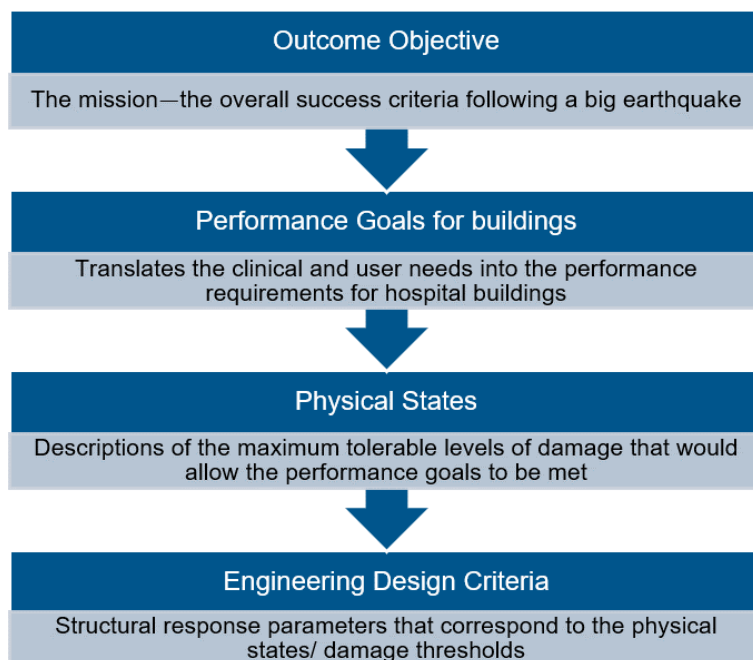 Outcome Objective
The mission—the overall success criteria following a big earthquake
Performance Goals for buildings
Translates the clinical and user needs into the performance
requirements for hospital buildings
Physical States
Descriptions of the maximum tolerable levels of damage that would
allow the performance goals to be met
Engineering Design Criteria
Structural response parameters that correspond to the physical
states/ damage thresholds